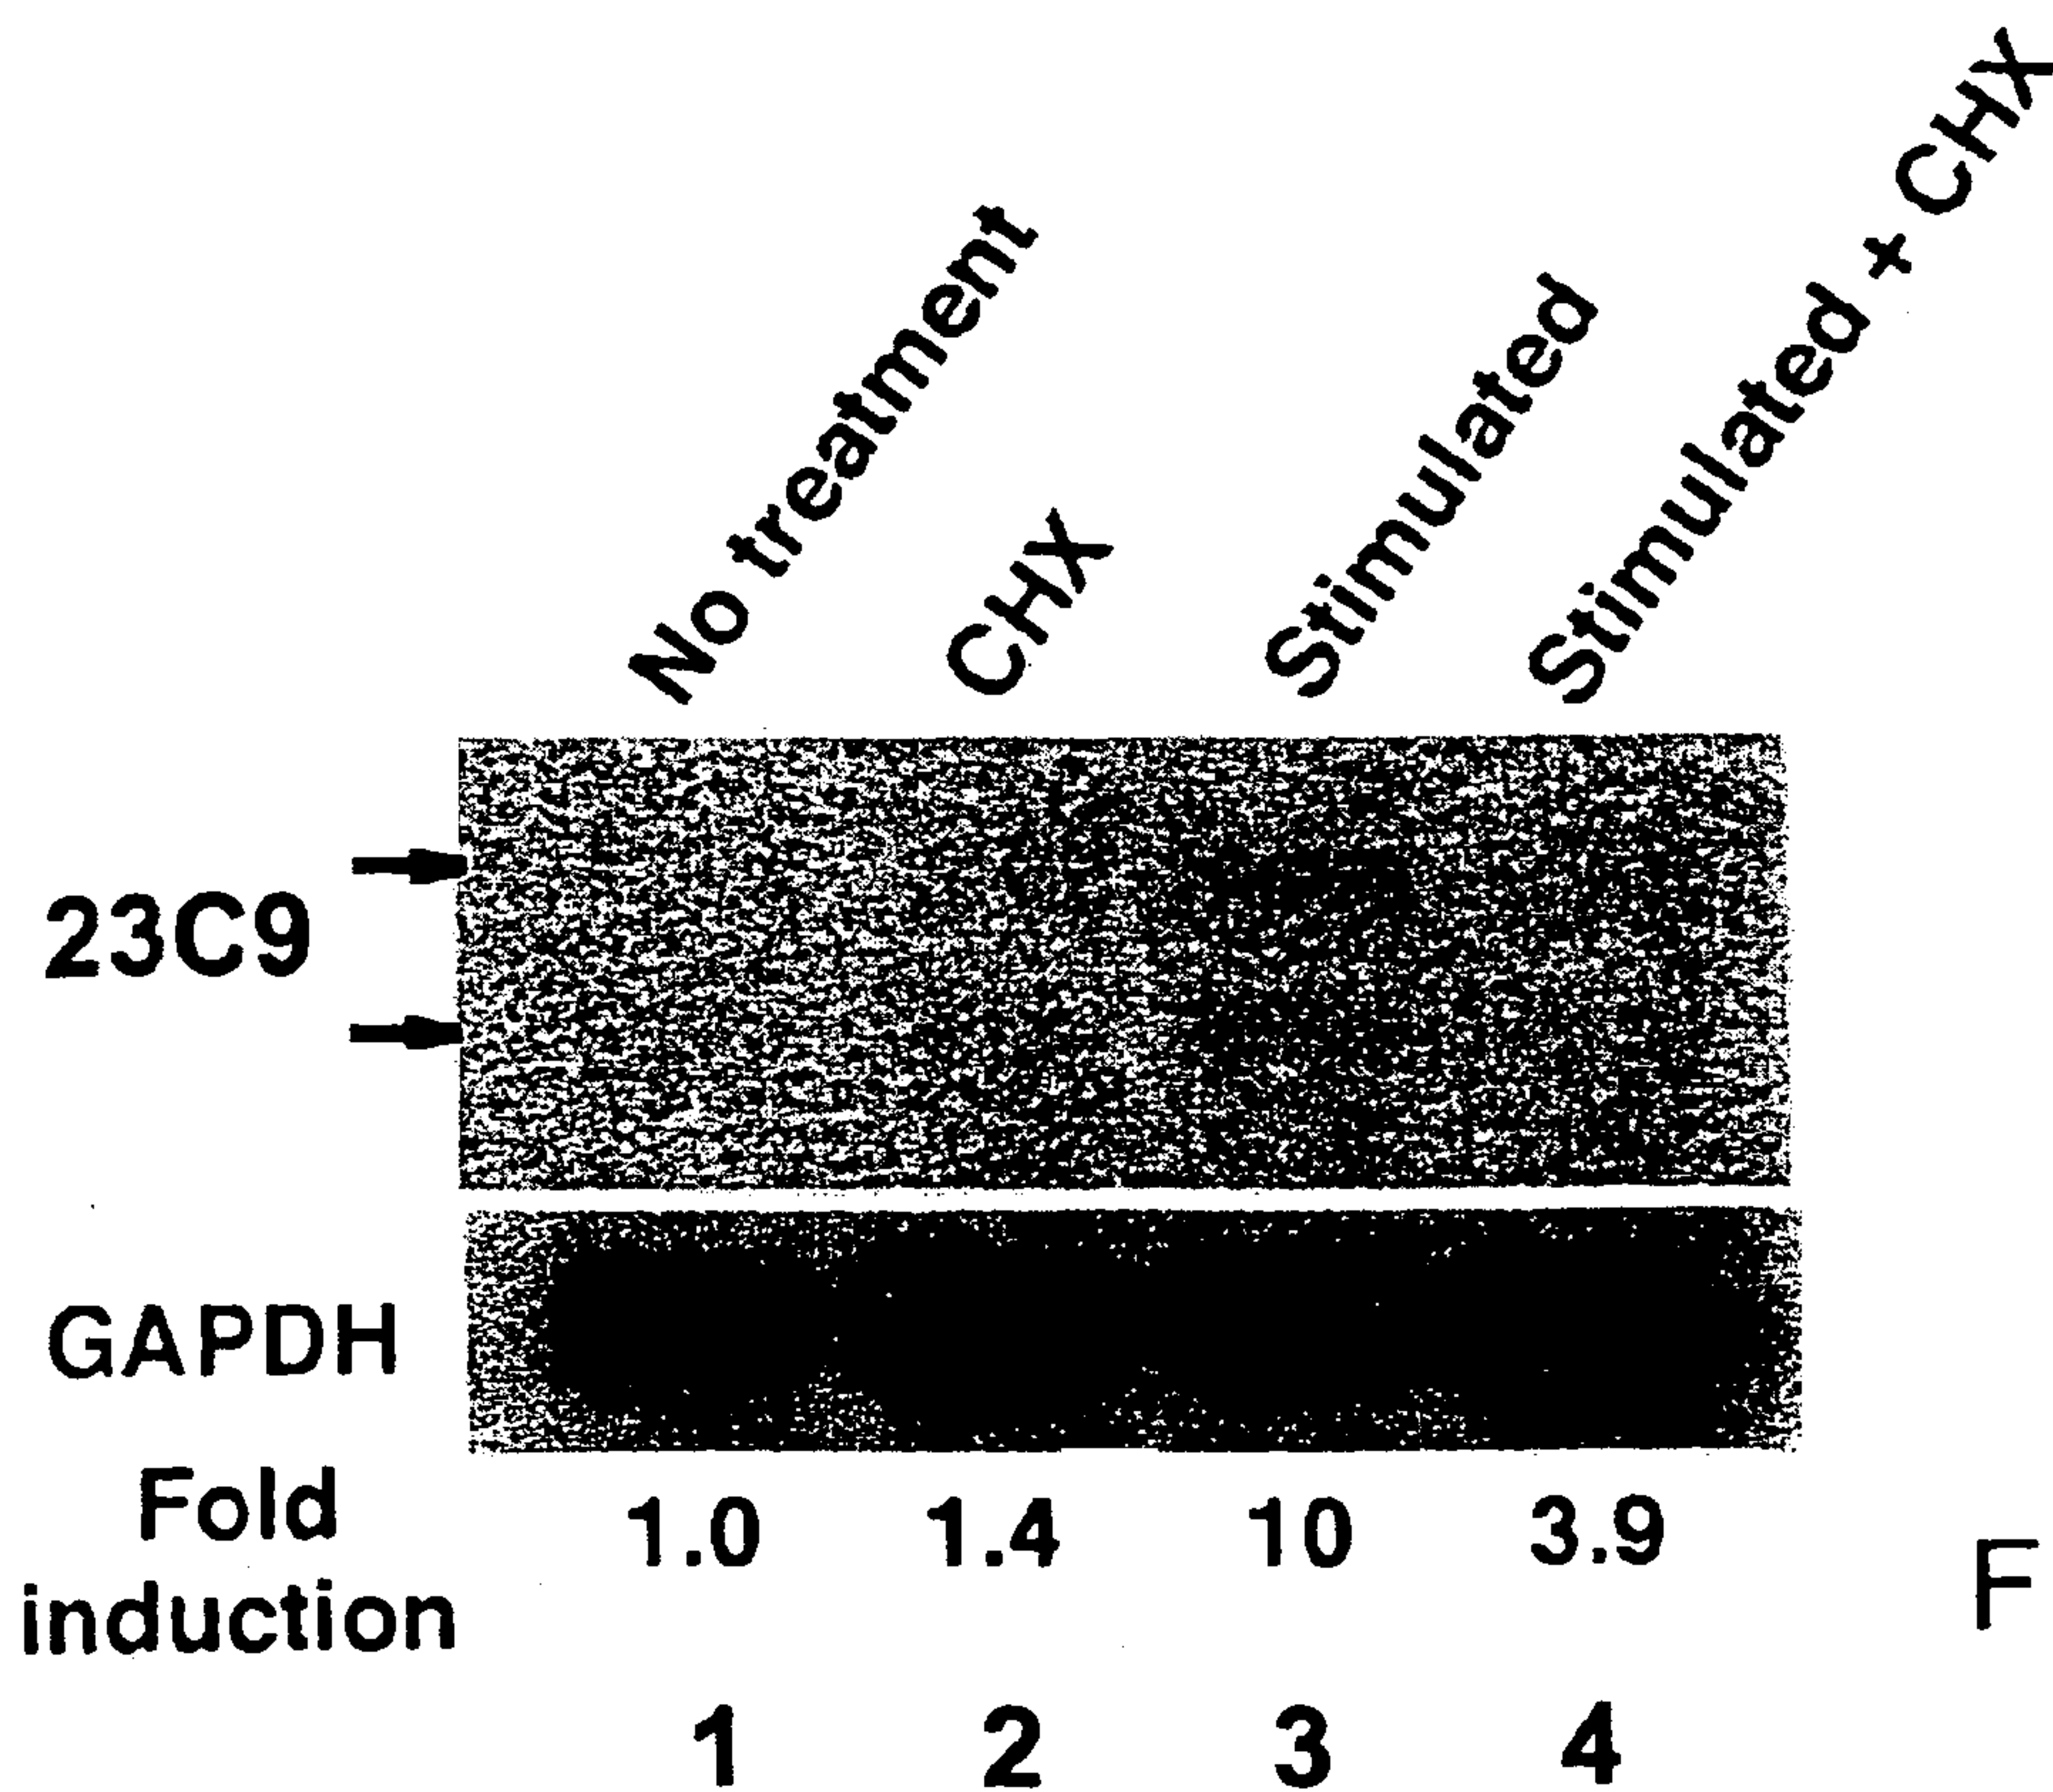 No treatment
CHX
Stimulated
Stimulated + CHX
23C9
GAPDH
Fold induction
1.0 1.4 10 3.9
F
1 2 3 4